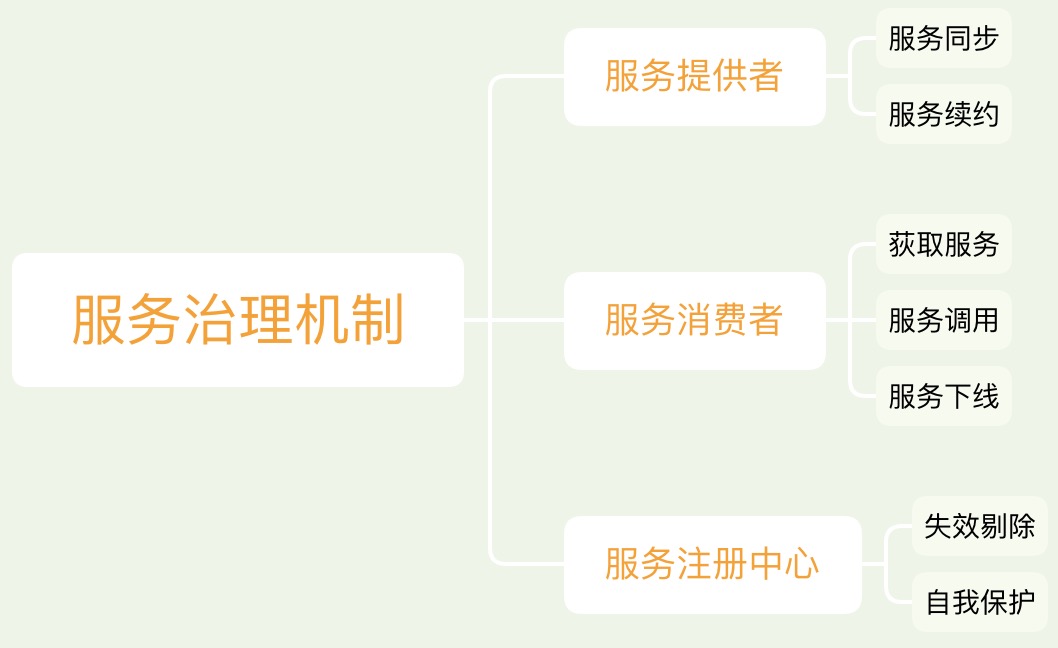 服务治理机制
服务提供者
服务同步
服务续约
服务消费者
获取服务
服务调用
服务下线
服务注册中心
失效剔除
自我保护